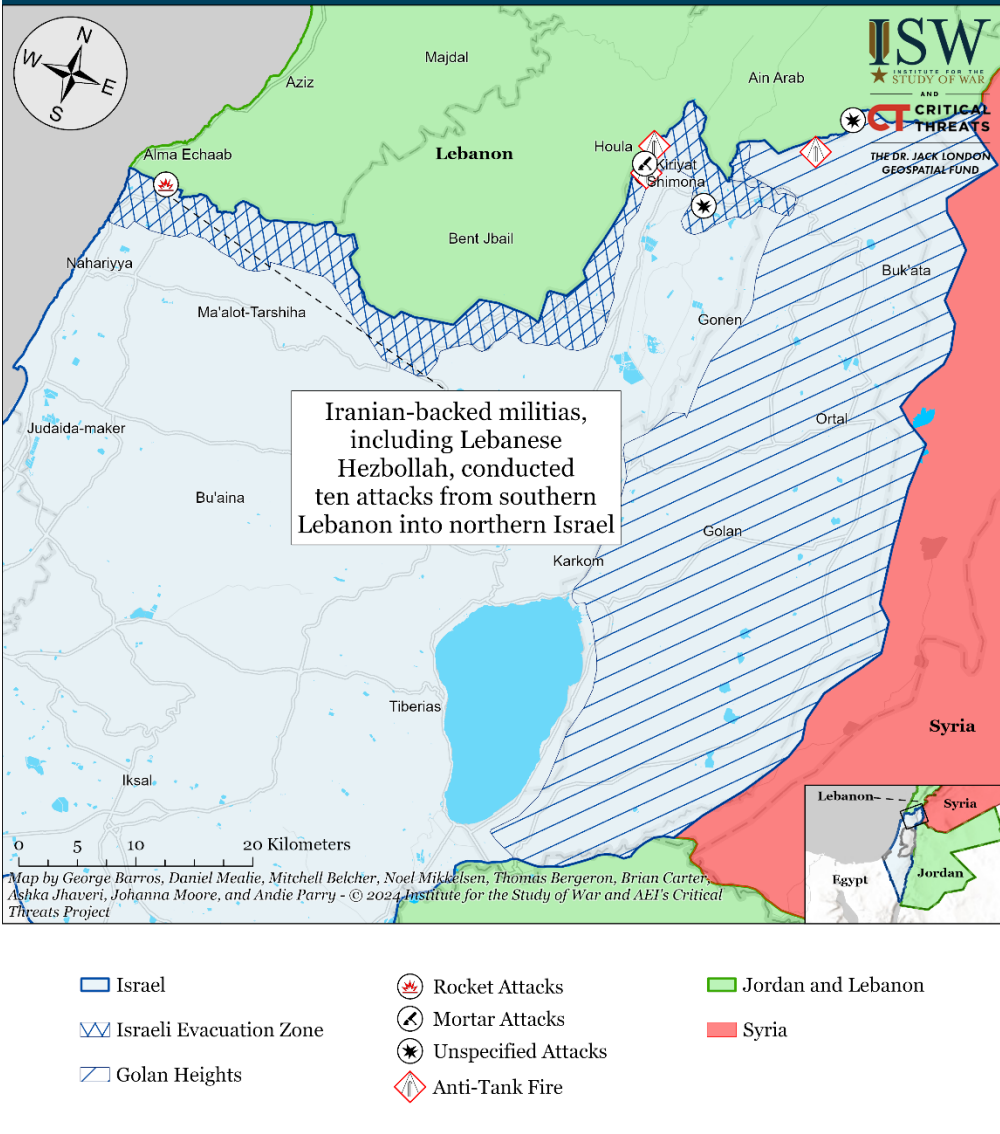 N
W
E
S
Majdal
Aziz
Ain Arab
ISW
INSTITUTE FOR THE
STUDY OF WAR
AND
CT CRITICAL
THREATS
THE DR. JACK LONDON
GEOSPATIAL FUND
Alma Echaab
Lebanon
Houla
Kiriyat
Shimona
Bent Jbail
Nahariyya
Buk'ata
Ma'alot-Tarshiha
Gonen
Iranian-backed militias,
including Lebanese
Hezbollah, conducted
ten attacks from southern
Lebanon into northern Israel
Judaida-maker
Ortal
Bu'aina
Golan
Karkom
Tiberias
Syria
Iksal
0 5 10 20 Kilometers
Map by George Barros, Daniel Mealie, Mitchell Belcher, Noel Mikkelsen, Thomas Bergeron, Brian Carter,
Ashka Jhaveri, Johanna Moore, and Andie Parry - © 2024 Institute for the Study of War and AEI's Critical
Threats Project
Lebanon
Syria
Egypt
Jordan
Israel
Israeli Evacuation Zone
Golan Heights
Rocket Attacks
Mortar Attacks
Unspecified Attacks
Anti-Tank Fire
Jordan and Lebanon
Syria